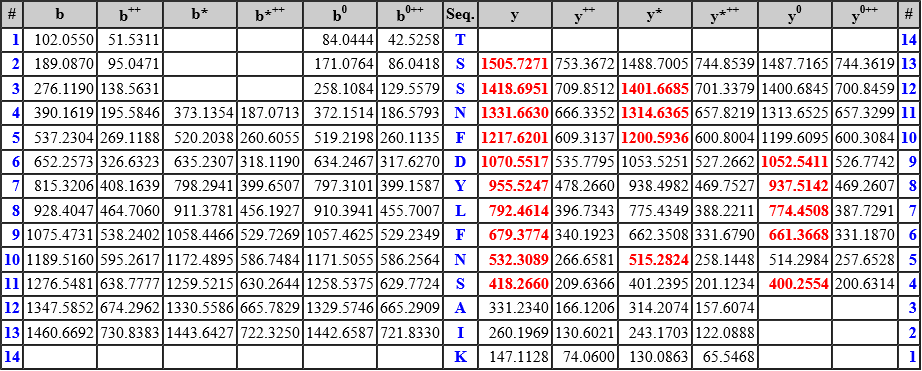 # b b++ b* b*++ b0 b0++ Seq. y y++ y* y*++ y0 y0++ #
1 102.0550 51.5311 84.0444 42.5258 T 14
2 189.0870 95.0471 171.0764 86.0418 S 1505.7271 753.3672 1488.7005 744.8539 1487.7165 744.3619 13
3 276.1190 138.5631 258.1084 129.5579 S 1418.6951 709.8512 1401.6685 701.3379 1400.6845 700.8459 12
4 390.1619 195.5846 373.1354 187.0713 372.1514 186.5793 N 1331.6630 666.3352 1314.6365 657.8219 1313.6525 657.3299 11
5 537.2304 269.1188 520.2038 260.6055 519.2198 260.1135 F 1217.6201 609.3137 1200.5936 600.8004 1199.6095 600.3084 10
6 652.2573 326.6323 635.2307 318.1190 634.2467 317.6270 D 1070.5517 535.7795 1053.5251 527.2662 1052.5411 526.7742 9
7 815.3206 408.1639 798.2941 399.6507 797.3101 399.1587 Y 955.5247 478.2660 938.4982 469.7527 937.5142 469.2607 8
8 928.4047 464.7060 911.3781 456.1927 910.3941 455.7007 L 792.4614 396.7343 775.4349 388.2211 774.4508 387.7291 7
9 1075.4731 538.2402 1058.4466 529.7269 1057.4625 529.2349 F 679.3774 340.1923 662.3508 331.6790 661.3668 331.1870 6
10 1189.5160 595.2617 1172.4895 586.7484 1171.5055 586.2564 N 532.3089 266.6581 515.2824 258.1448 514.2984 257.6528 5
11 1276.5481 638.7777 1259.5215 630.2644 1258.5375 629.7724 S 418.2660 209.6366 401.2395 201.1234 400.2554 200.6314 4
12 1347.5852 674.2962 1330.5586 665.7829 1329.5746 665.2909 A 331.2340 166.1206 314.2074 157.6074 3
13 1460.6692 730.8383 1443.6427 722.3250 1442.6587 721.8330 I 260.1969 130.6021 243.1703 122.0888 2
14 K 147.1128 74.0600 130.0863 65.5468 1